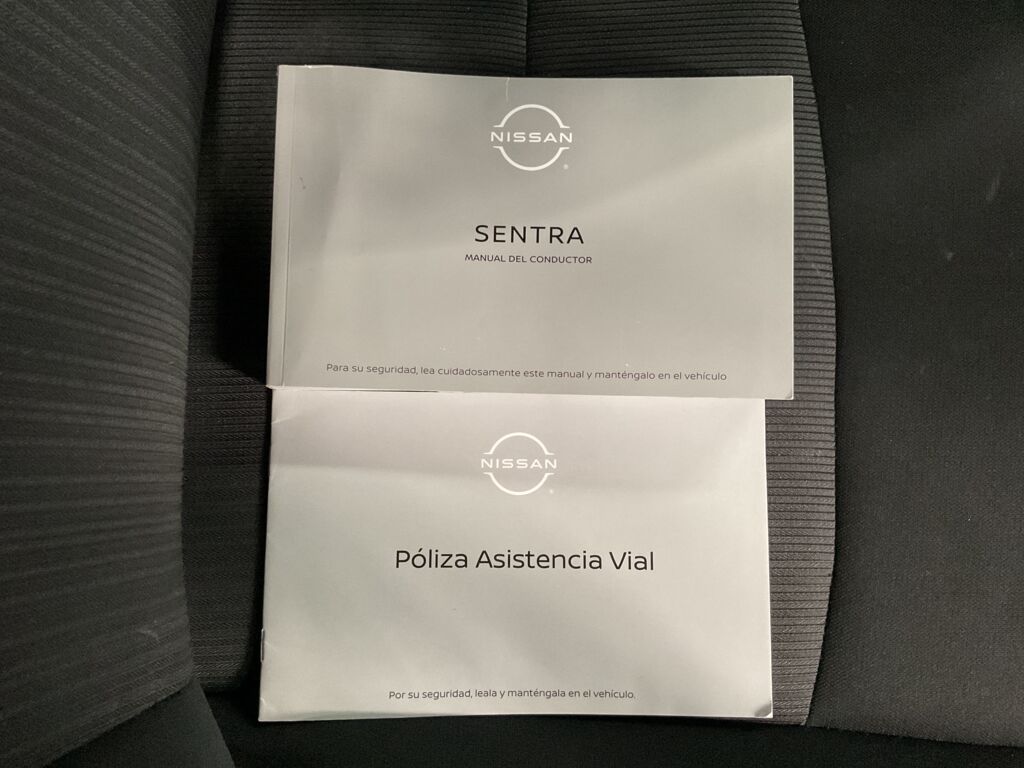 NISSAN
SENTRA
MANUAL DEL CONDUCTOR
Para su seguridad, lea cuidadosamente este manual y manténgalo en el vehículo
NISSAN
Póliza Asistencia Vial
Por su seguridad, leala y manténgala en el vehículo.